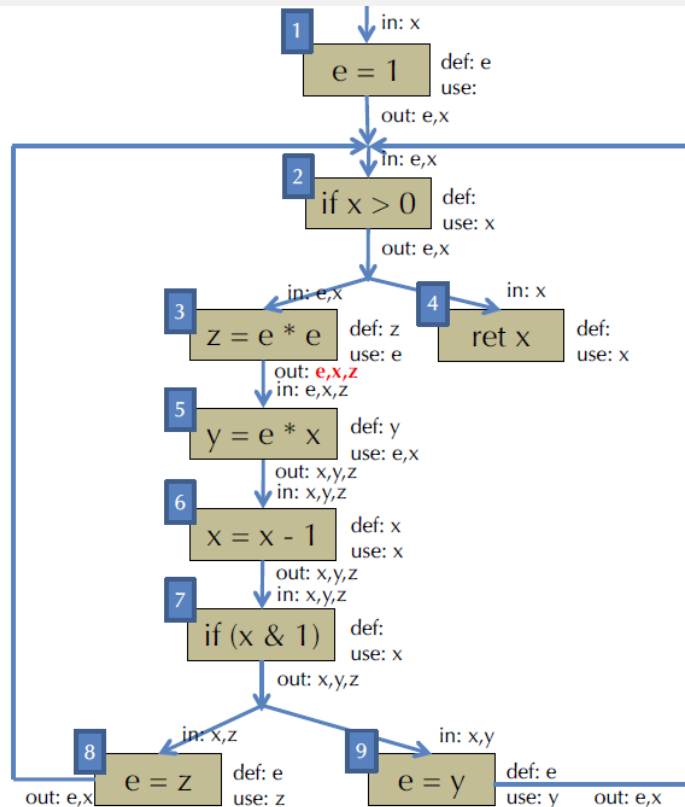 1
in: x
e = 1
def: e
use:
out: e,x
in: e,x
2
if x > 0
def:
use: x
out: e,x
in: e,x
3
z = e * e
def: z
use: e
out: e,x,z
4
in: x
ret x
def:
use: x
in: e,x,z
5
y = e * x
def: y
use: e,x
out: x,y,z
in: x,y,z
6
x = x - 1
def: x
use: x
out: x,y,z
in: x,y,z
7
if (x & 1)
def:
use: x
out: x,y,z
in: x,z
8
e = z
def: e
use: z
out: e,x
in: x,y
9
e = y
def: e
use: y
out: e,x